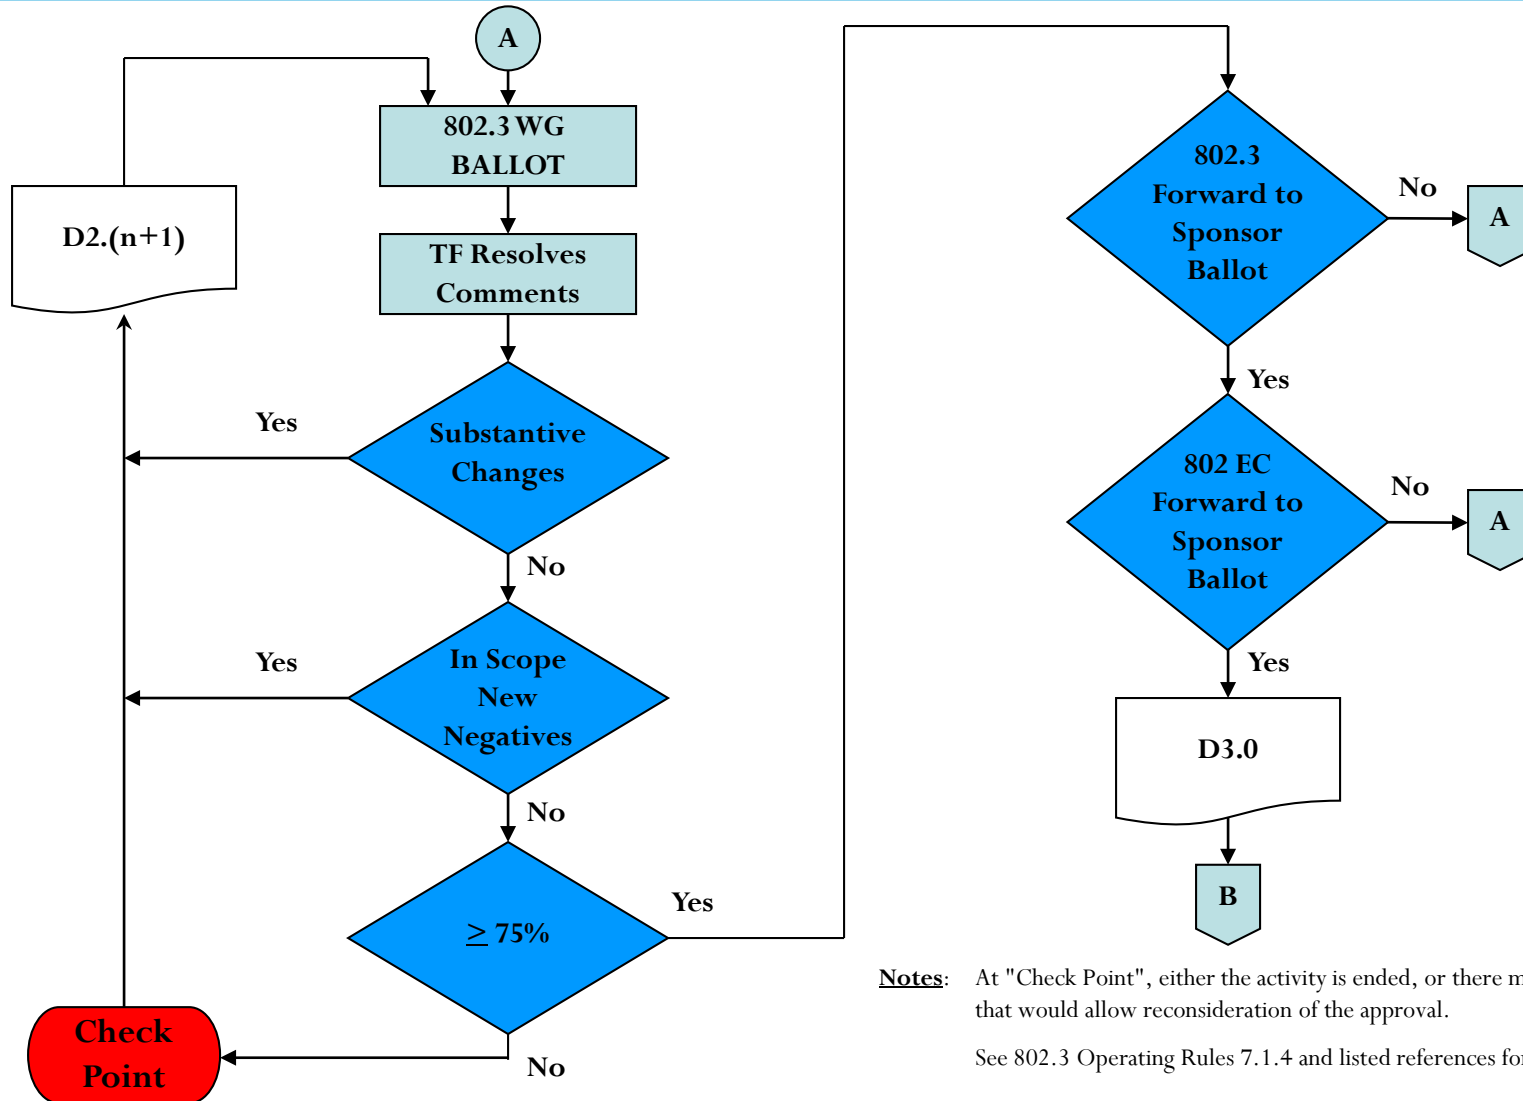 A
802.3 WG
BALLOT
D2.(n+1)
TF Resolves
Comments
Yes
Substantive
Changes
No
Yes
In Scope
New
Negatives
No
≥ 75%
Yes
No
Check
Point
802.3
Forward to
Sponsor
Ballot
No
A
Yes
802 EC
Forward to
Sponsor
Ballot
No
A
Yes
D3.0
B
Notes: At "Check Point", either the activity is ended, or there
that would allow reconsideration of the approval.
See 802.3 Operating Rules 7.1.4 and listed references